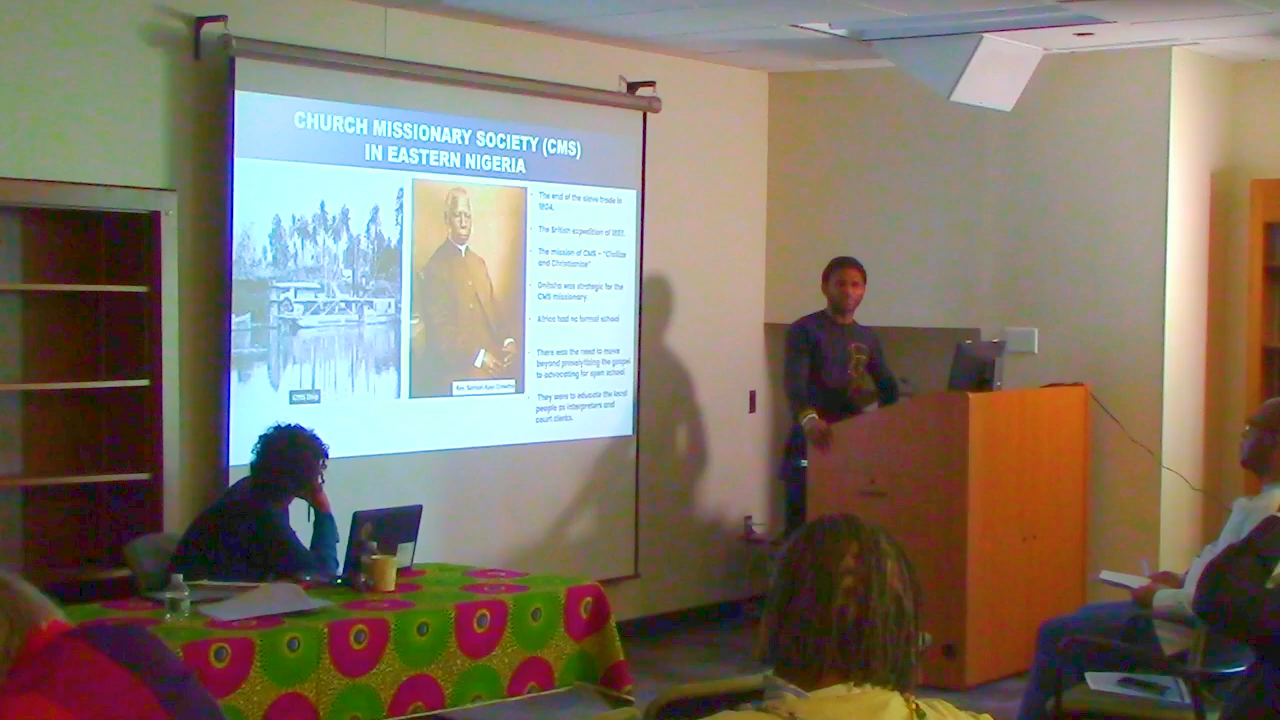 CHURCH MISSIONARY SOCIETY (CMS)
IN EASTERN NIGERIA
The end of the slave trade in
The British expedition of
The mission of CMS - "Civilize
and Christianize"
Onitsha was strategic for the
CMS missionary
Africa had no formal school
There was the need to move
beyond proselytizing the gospel
to advocating for open school
They were to educate the local
people as interpreters and
court clerks.
CMS Ship
Rev. Samuel Ajayi Crowther